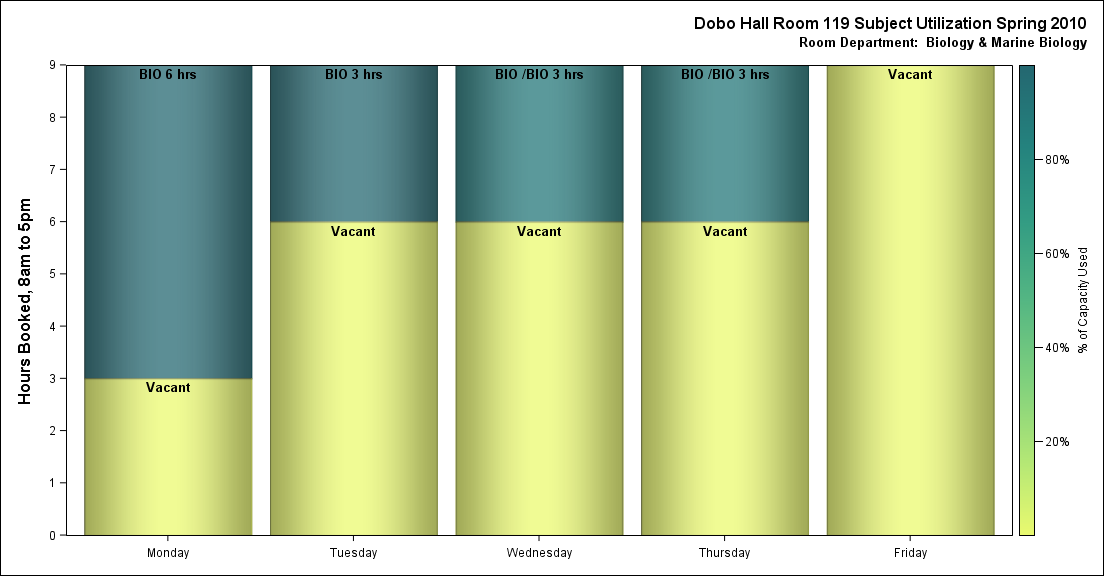 Dobo Hall Room 119 Subject Utilization Spring 2010
Room Department:  Biology & Marine Biology
Hours Booked, 8am to 5pm
9
8
7
6
5
4
3
2
1
0
BIO 6 hrs
Vacant
BIO 3 hrs
Vacant
BIO /BIO 3 hrs
Vacant
BIO /BIO 3 hrs
Vacant
Vacant
Monday
Tuesday
Wednesday
Thursday
Friday
80%
60%
40%
20%
% of Capacity Used